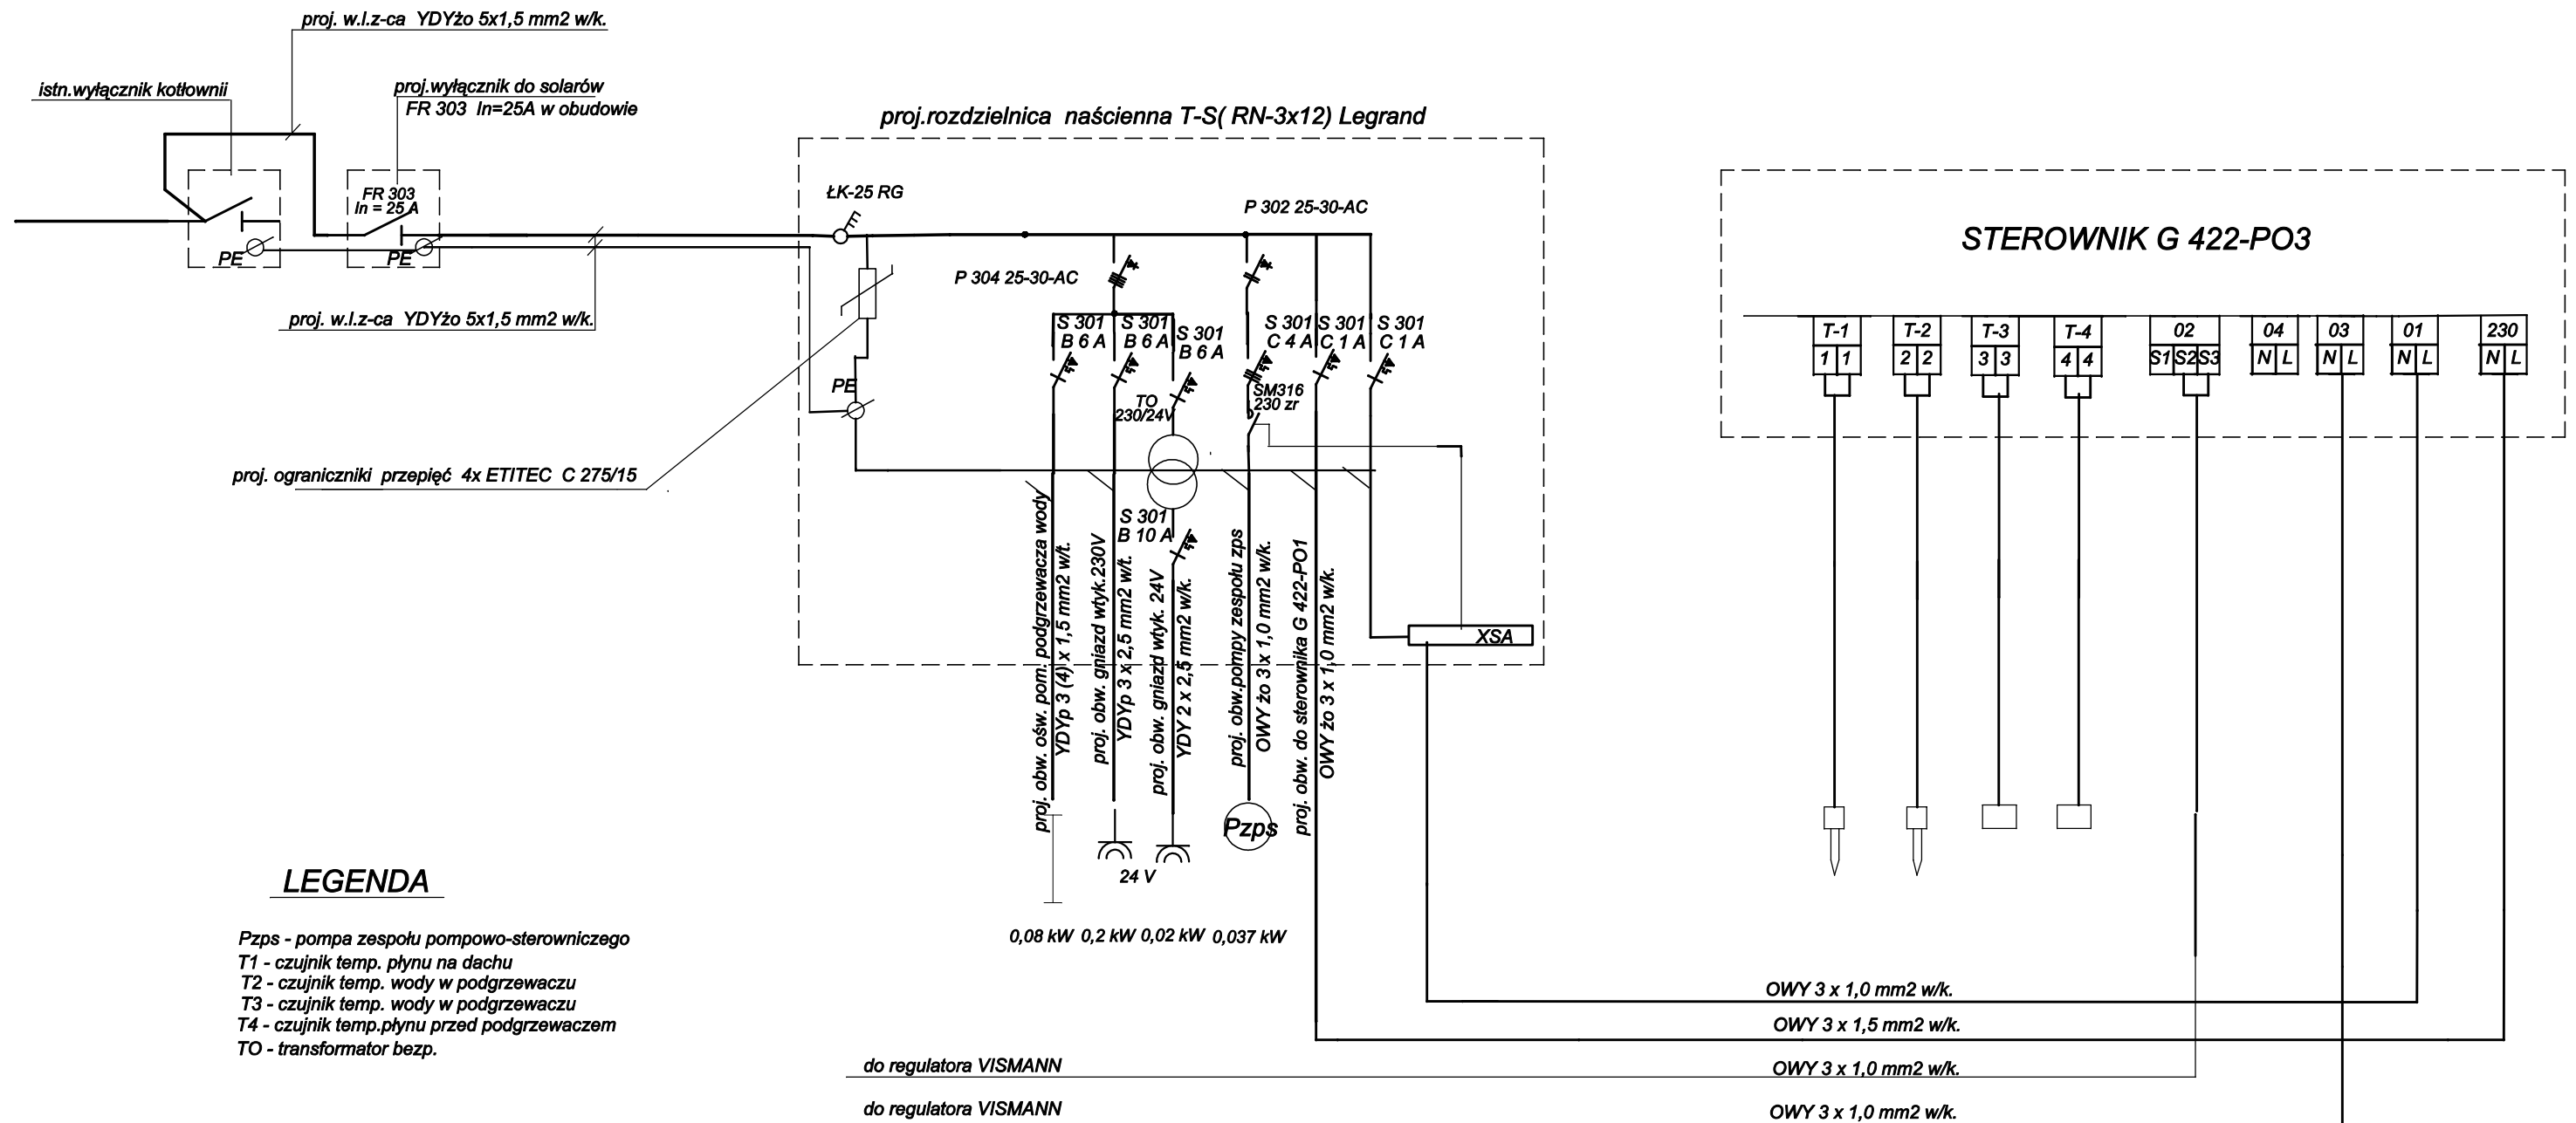 proj. w.l.z-ca YDYżo 5x1,5 mm2 w/k.
istn.wyłącznik kotłownii
proj.wyłącznik do solarów
FR 303 In=25A w obudowie
FR 303
In = 25 A
PE
PE
proj. w.l.z-ca YDYżo 5x1,5 mm2 w/k.
proj. ograniczniki przepięć 4x ETITEC C 275/15
proj.rozdzielnica naścienna T-S( RN-3x12) Legrand
ŁK-25 RG
P 302 25-30-AC
P 304 25-30-AC
PE
S 301
B 6 A
S 301
B 6 A
S 301
B 6 A
S 301
C 4 A
S 301
C 1 A
S 301
C 1 A
TO
230/24V
SM316
230 zr
S 301
B 10 A
proj. obw. ośw. pom. podgrzewacza wody
YDYp 3 (4) x 1,5 mm2 w/t.
proj. obw. gniazd wtyk.230V
YDYp 3 x 2,5 mm2 w/t.
proj. obw. gniazd wtyk. 24V
YDY 2 x 2,5 mm2 w/k.
proj. obw.pompy zespołu zps
OWY żo 3 x 1,0 mm2 w/k.
proj. obw. do sterownika G 422-PO1
OWY żo 3 x 1,0 mm2 w/k.
XSA
Pzps
24 V
0,08 kW 0,2 kW 0,02 kW 0,037 kW
STEROWNIK G 422-PO3
T-1 T-2 T-3 T-4 02 04 03 01 230
1 1 2 2 3 3 4 4 S1 S2 S3 N L N L N L N L
LEGENDA
Pzps - pompa zespołu pompowo-sterowniczego
T1 - czujnik temp. płynu na dachu
T2 - czujnik temp. wody w podgrzewaczu
T3 - czujnik temp. wody w podgrzewaczu
T4 - czujnik temp.płynu przed podgrzewaczem
TO - transformator bezp.
OWY 3 x 1,0 mm2 w/k.
OWY 3 x 1,5 mm2 w/k.
do regulatora VISMANN OWY 3 x 1,0 mm2 w/k.
do regulatora VISMANN OWY 3 x 1,0 mm2 w/k.